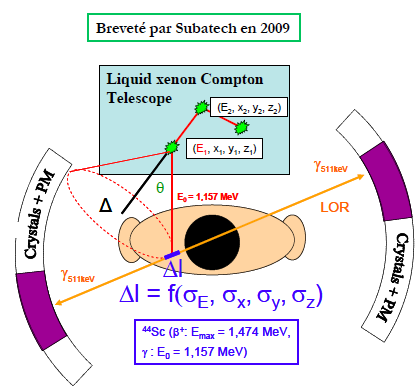 Breveté par Subatech en 2009
Liquid xenon Compton
Telescope
(E₂, x₂, y₂, z₂)
(E₁, x₁, y₁, z₁)
θ
Δ
E₀ = 1,157 MeV
γ511keV
LOR
Crystals + PM
Crystals + PM
γ511keV
Δl
Δl = f(σE, σx, σy, σz)
⁴⁴Sc (β⁺: Emax = 1,474 MeV,
γ : E₀ = 1,157 MeV)